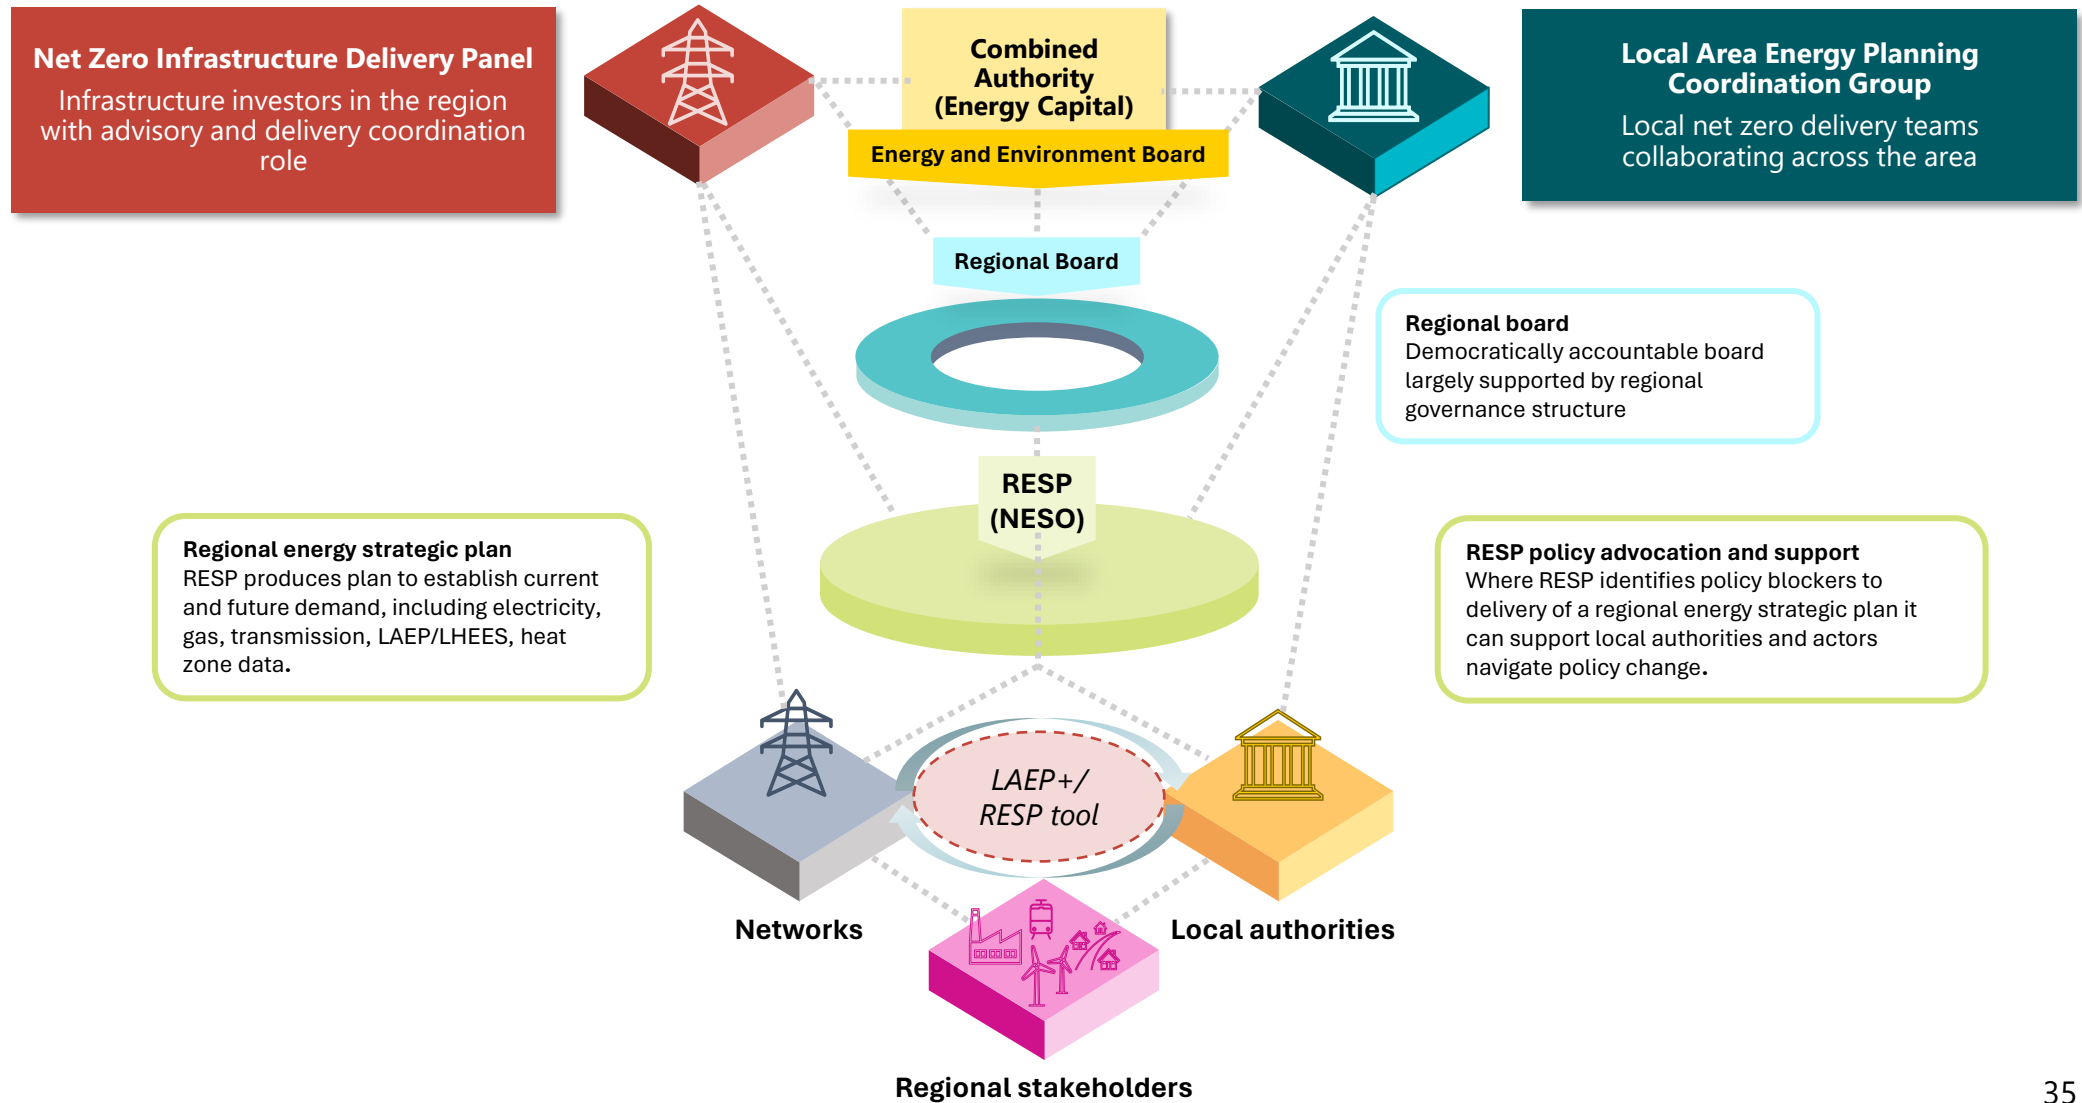 Net Zero Infrastructure Delivery Panel
Infrastructure investors in the region
with advisory and delivery coordination
role
Combined
Authority
(Energy Capital)
Energy and Environment Board
Local Area Energy Planning
Coordination Group
Local net zero delivery teams
collaborating across the area
Regional Board
Regional board
Democratically accountable board
largely supported by regional
governance structure
RESP
(NESO)
Regional energy strategic plan
RESP produces plan to establish current
and future demand, including electricity,
gas, transmission, LAEP/LHEES, heat
zone data.
RESP policy advocation and support
Where RESP identifies policy blockers to
delivery of a regional energy strategic plan it
can support local authorities and actors
navigate policy change.
LAEP+/
RESP tool
Networks
Local authorities
Regional stakeholders
35